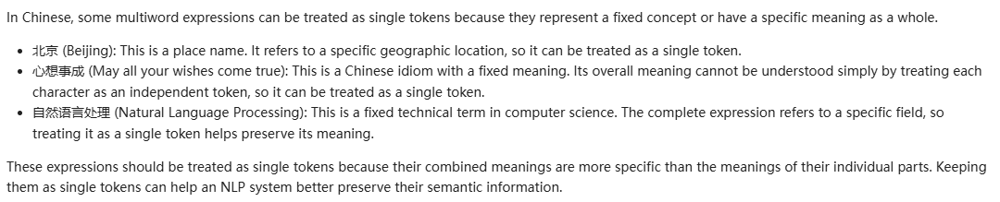 In Chinese, some multiword expressions can be treated as single tokens because they represent a fixed concept or have a specific meaning as a whole.
• 北京 (Beijing): This is a place name. It refers to a specific geographic location, so it can be treated as a single token.
• 心想事成 (May all your wishes come true): This is a Chinese idiom with a fixed meaning. Its overall meaning cannot be understood simply by treating each
character as an independent token, so it can be treated as a single token.
• 自然语言处理 (Natural Language Processing): This is a fixed technical term in computer science. The complete expression refers to a specific field, so
treating it as a single token helps preserve its meaning.
These expressions should be treated as single tokens because their combined meanings are more specific than the meanings of their individual parts. Keeping
them as single tokens can help an NLP system better preserve their semantic information.